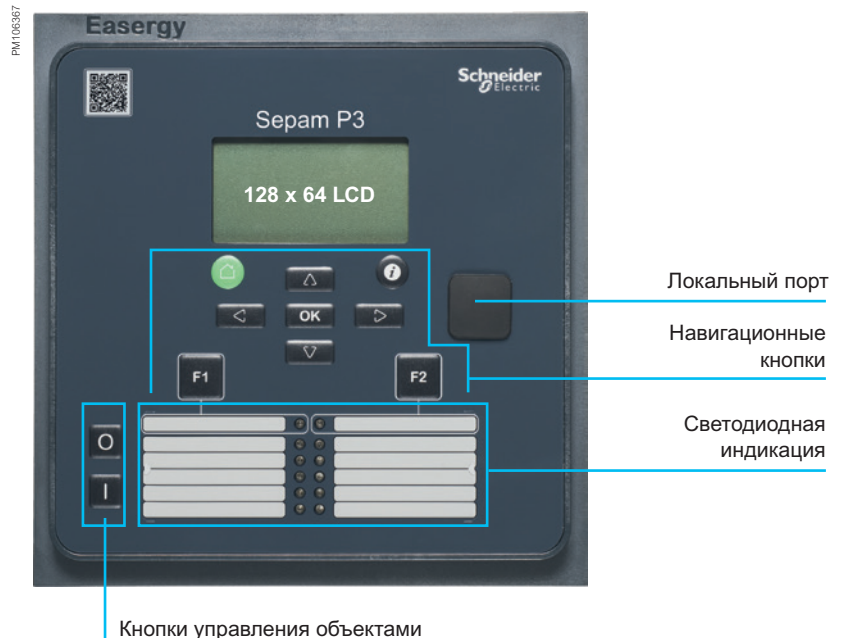 PM106367
Easergy
Schneider
Electric
Sepam P3
128 x 64 LCD
OK
F1
F2
O
I
Локальный порт
Навигационные
кнопки
Светодиодная
индикация
Кнопки управления объектами